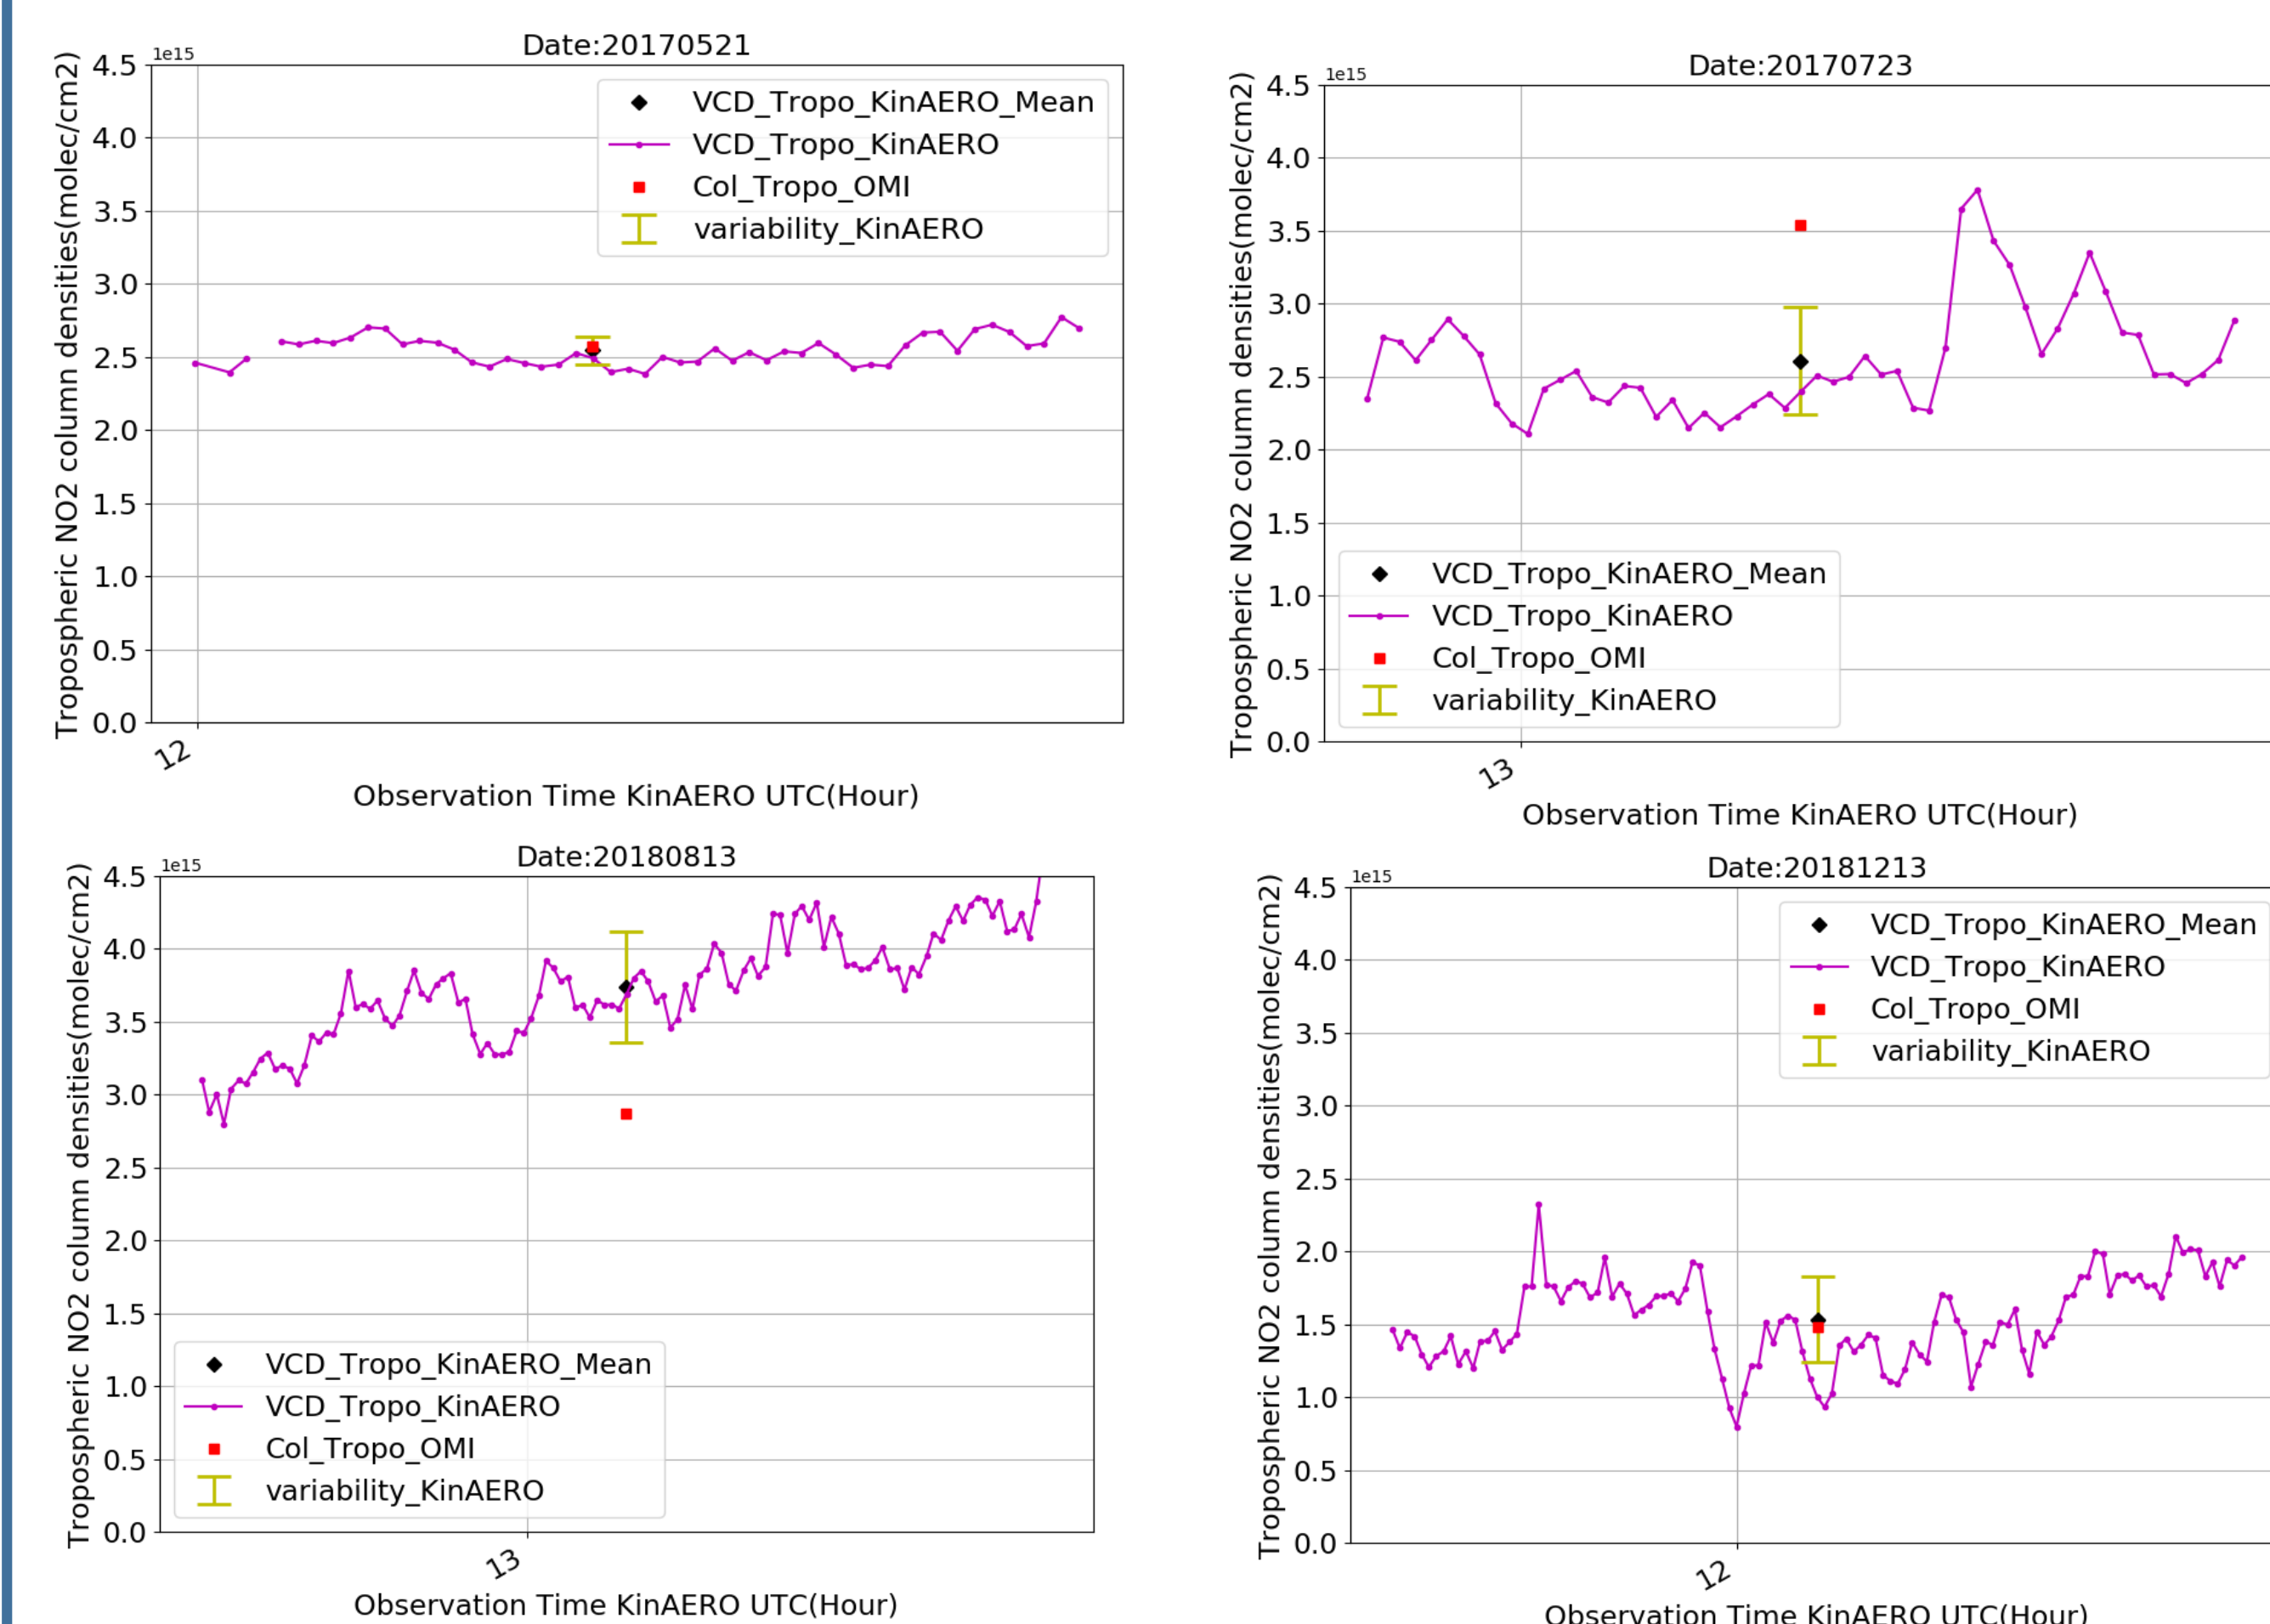 Date:20170521
1e15
4.5
4.0
3.5
3.0
2.5
2.0
1.5
1.0
0.5
0.0
Tropospheric NO2 column densities(molec/cm2)
VCD_Tropo_KinAERO_Mean
VCD_Tropo_KinAERO
Col_Tropo_OMI
variability_KinAERO
12
Observation Time KinAERO UTC(Hour)
Date:20170723
1e15
4.5
4.0
3.5
3.0
2.5
2.0
1.5
1.0
0.5
0.0
Tropospheric NO2 column densities(molec/cm2)
VCD_Tropo_KinAERO_Mean
VCD_Tropo_KinAERO
Col_Tropo_OMI
variability_KinAERO
13
Observation Time KinAERO UTC(Hour)
Date:20180813
1e15
4.5
4.0
3.5
3.0
2.5
2.0
1.5
1.0
0.5
0.0
Tropospheric NO2 column densities(molec/cm2)
VCD_Tropo_KinAERO_Mean
VCD_Tropo_KinAERO
Col_Tropo_OMI
variability_KinAERO
13
Observation Time KinAERO UTC(Hour)
Date:20181213
1e15
4.5
4.0
3.5
3.0
2.5
2.0
1.5
1.0
0.5
0.0
Tropospheric NO2 column densities(molec/cm2)
VCD_Tropo_KinAERO_Mean
VCD_Tropo_KinAERO
Col_Tropo_OMI
variability_KinAERO
12
Observation Time KinAERO UTC(Hour)